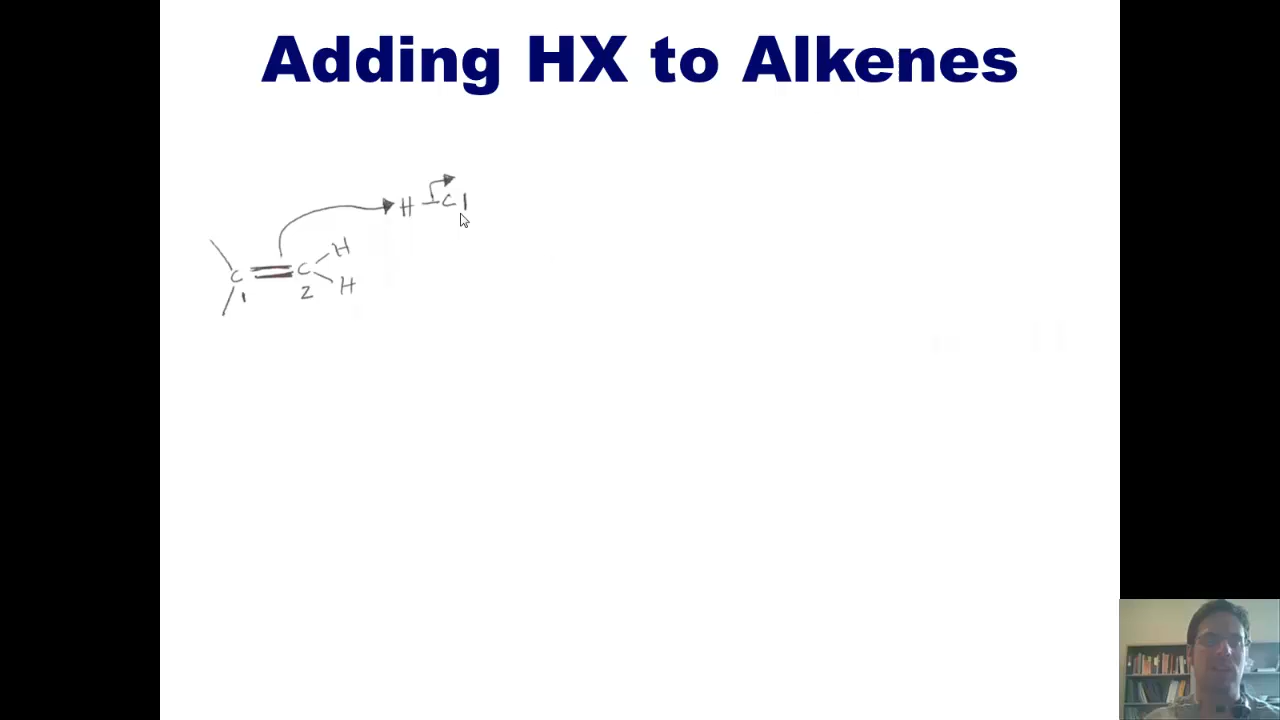 Adding HX to Alkenes
H - Cl
C = C H
H
1 2